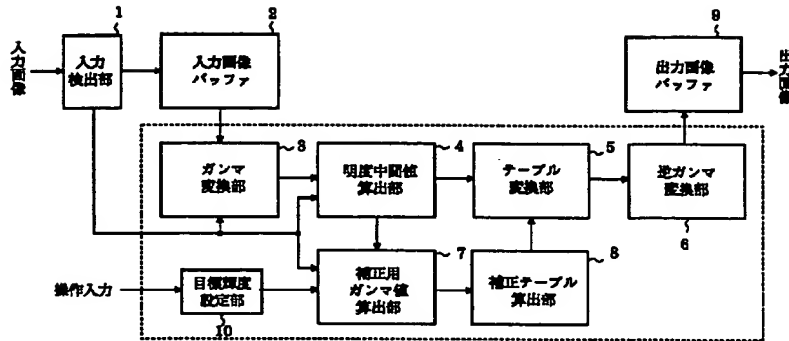 1
入力
検出部
入力画像
2
入力画像
バッファ
9
出力画像
バッファ
出力画像
3
ガンマ
変換部
4
明度中間値
算出部
5
テーブル
変換部
逆ガンマ
変換部
6
操作入力
目標輝度
設定部
10
7
補正用
ガンマ値
算出部
8
補正テーブル
算出部